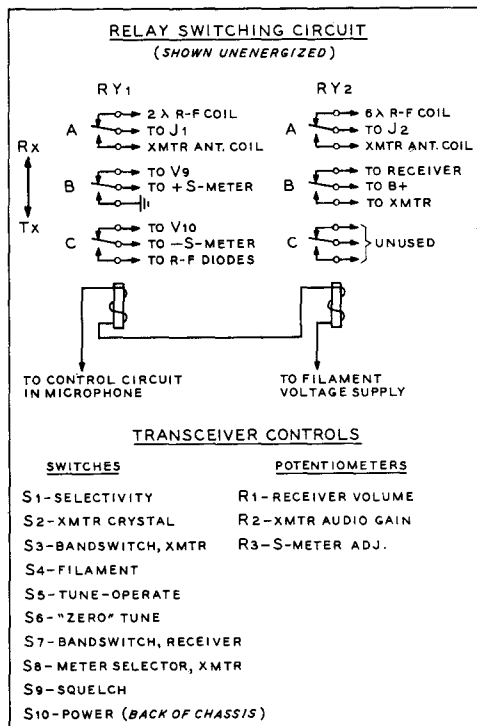 RELAY SWITCHING CIRCUIT
(SHOWN UNENERGIZED)
RY1
RY2
Rx
Tx
A
2λ R-F COIL
TO J1
XMTR ANT. COIL
B
TO V9
TO + S-METER
C
TO V10
TO —S-METER
TO R-F DIODES
A
6λ R-F COIL
TO J2
XMTR ANT. COIL
B
TO RECEIVER
TO B+
TO XMTR
C
UNUSED
TO CONTROL CIRCUIT
IN MICROPHONE
TO FILAMENT
VOLTAGE SUPPLY
TRANSCEIVER CONTROLS
SWITCHES
S1-SELECTIVITY
S2-XMTR CRYSTAL
S3-BANDSWITCH, XMTR
S4-FILAMENT
S5-TUNE-OPERATE
S6-"ZERO" TUNE
S7-BANDSWITCH, RECEIVER
S8-METER SELECTOR, XMTR
S9-SQUELCH
S10-POWER (BACK OF CHASSIS)
POTENTIOMETERS
R1-RECEIVER VOLUME
R2-XMTR AUDIO GAIN
R3-S-METER ADJ.